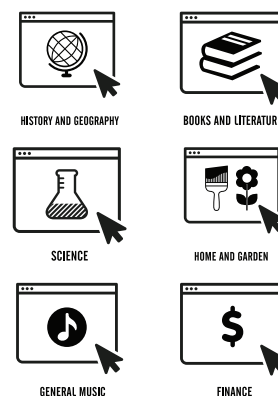 HISTORY AND GEOGRAPHY
BOOKS AND LITERATUR
SCIENCE
HOME AND GARDEN
GENERAL MUSIC
FINANCE